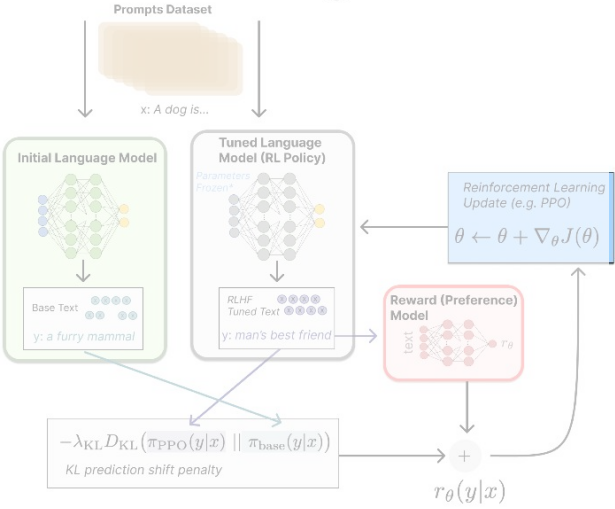 Prompts Dataset
x: A dog is...
Initial Language Model
Tuned Language
Model (RL Policy)
Parameters
Frozen*
Reinforcement Learning
Update (e.g. PPO)
θ ← θ + ∇θJ(θ)
Base Text
y: a furry mammal
RLHF
Tuned Text
y: man's best friend
Reward (Preference)
Model
text
rθ
−λKL DKL(πPPO(y|x) || πbase(y|x))
KL prediction shift penalty
+
rθ(y|x)